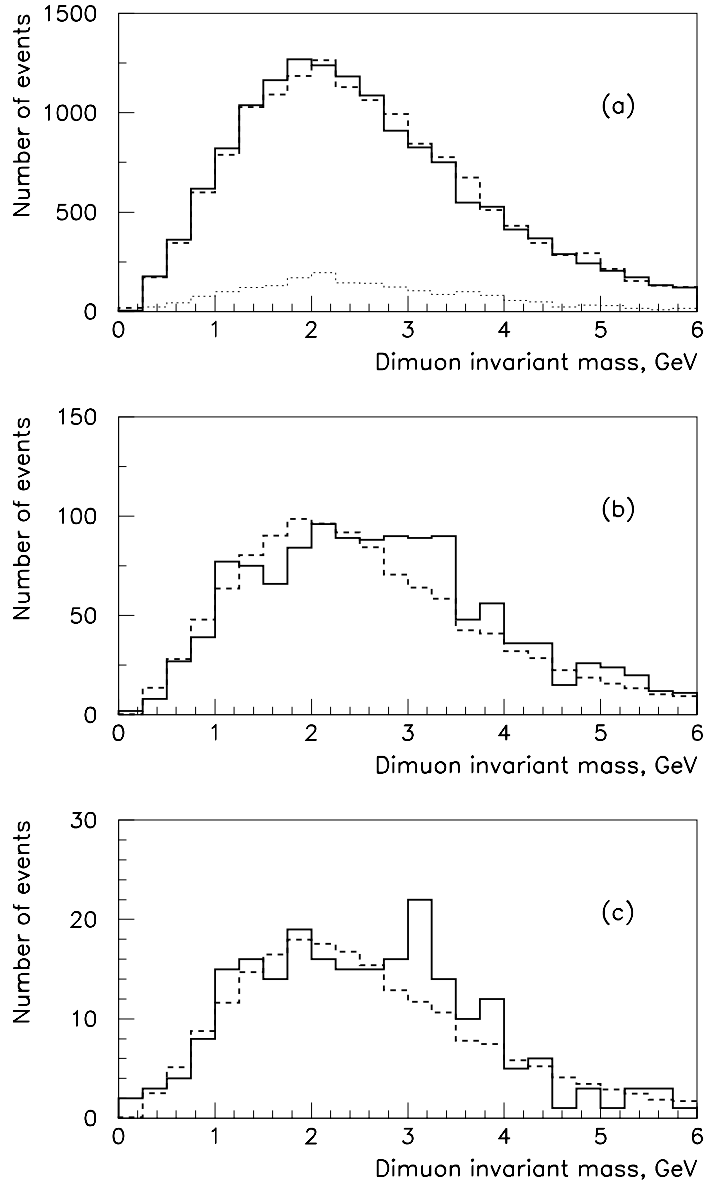 Number of events
1500
1000
500
0
(a)
0 1 2 3 4 5 6
Dimuon invariant mass, GeV
Number of events
150
100
50
0
(b)
0 1 2 3 4 5 6
Dimuon invariant mass, GeV
Number of events
30
20
10
0
(c)
0 1 2 3 4 5 6
Dimuon invariant mass, GeV